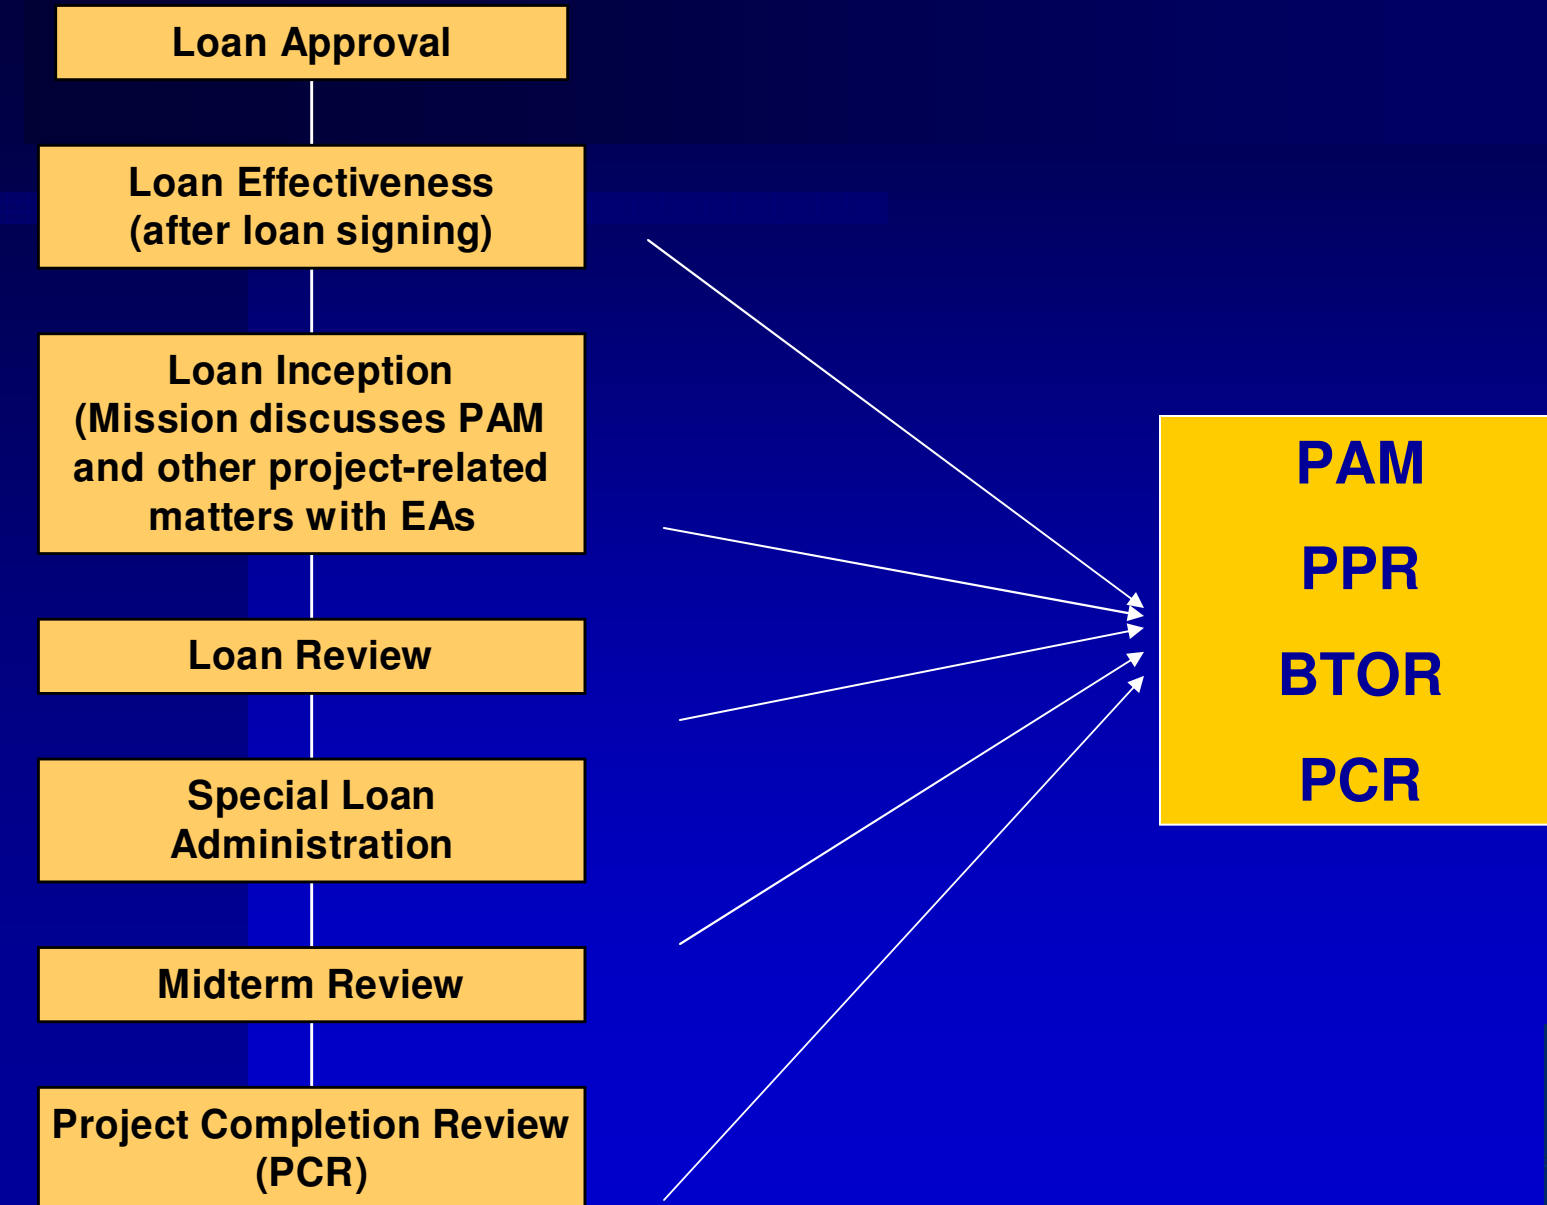 Loan Approval
Loan Effectiveness
(after loan signing)
Loan Inception
(Mission discusses PAM
and other project-related
matters with EAs
Loan Review
Special Loan
Administration
Midterm Review
Project Completion Review
(PCR)
PAM
PPR
BTOR
PCR